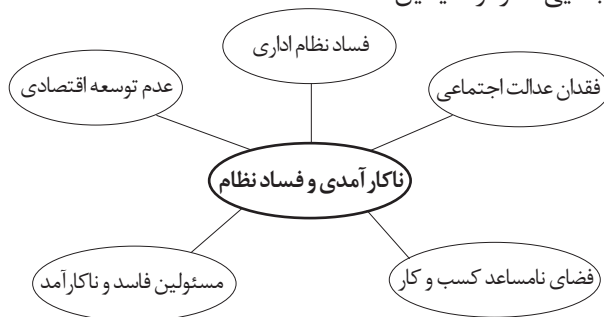 فساد نظام اداری
فقدان عدالت اجتماعی
عدم توسعه اقتصادی
ناکارآمدی و فساد نظام
فضای نامساعد کسب و کار
مسئولین فاسد و ناکارآمد